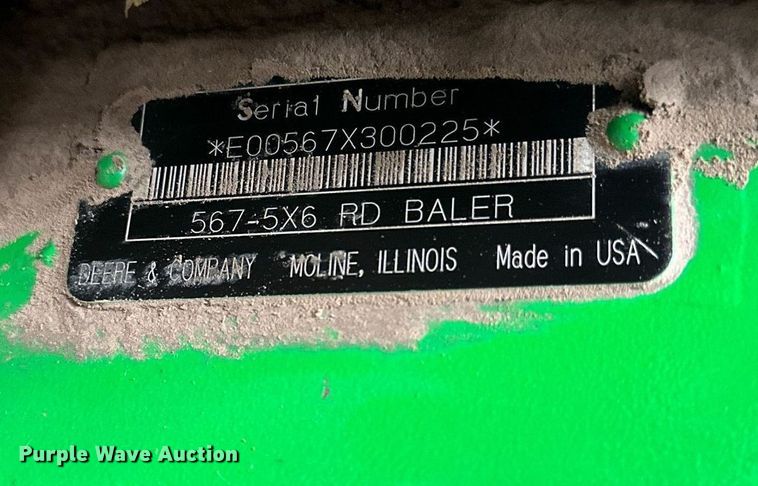 Serial Number
*E00567X300225*
567-5X6 RD BALER
DEERE & COMPANY MOLINE, ILLINOIS Made in USA
Purple Wave Auction